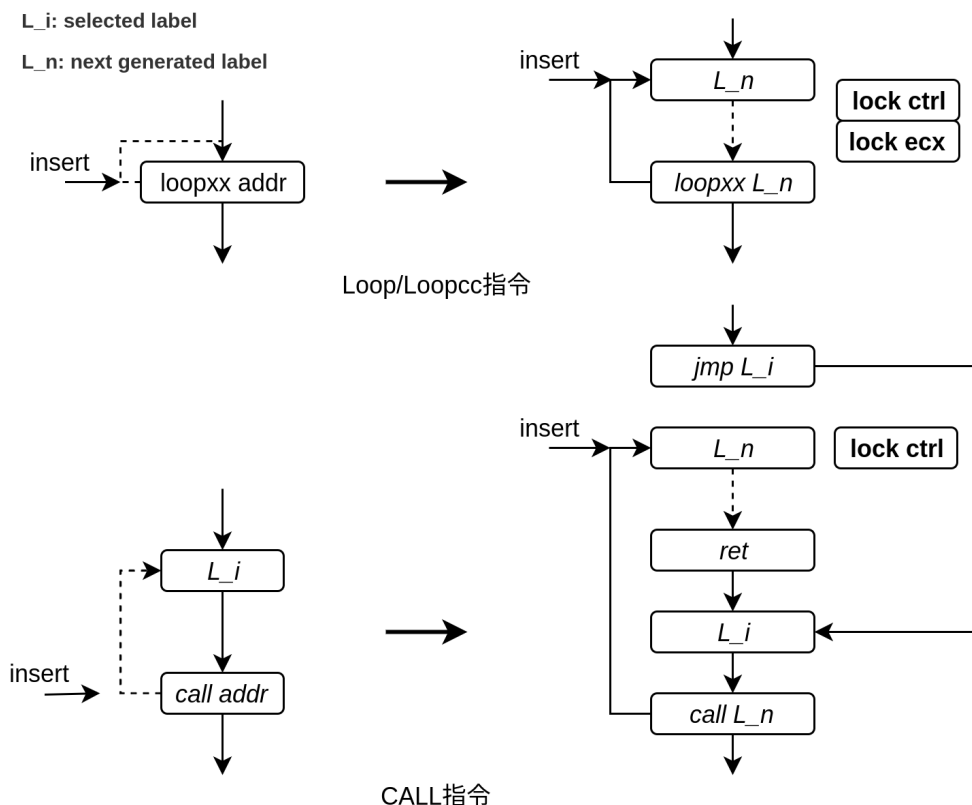 L_i: selected label
L_n: next generated label
insert
loopxx addr
insert
L_n
lock ctrl
lock ecx
loopxx L_n
Loop/Loopcc指令
jmp L_i
insert
L_n
lock ctrl
ret
L_i
call L_n
L_i
insert
call addr
CALL指令